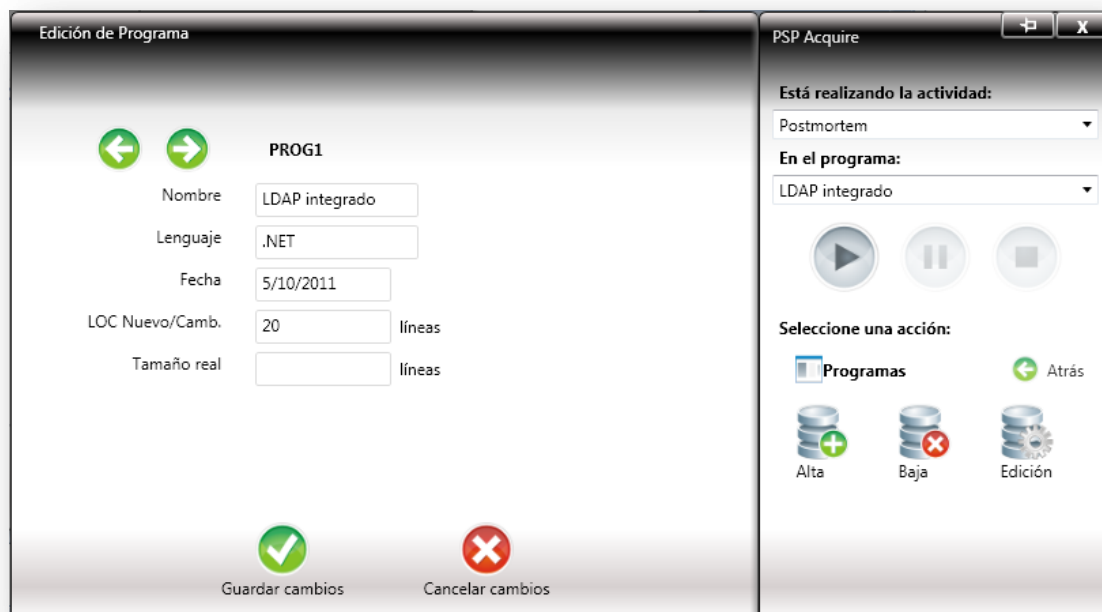 Edición de Programa
PROG1
Nombre LDAP integrado
Lenguaje .NET
Fecha 5/10/2011
LOC Nuevo/Camb. 20 líneas
Tamaño real líneas
Guardar cambios Cancelar cambios
PSP Acquire X
Está realizando la actividad:
Postmortem
En el programa:
LDAP integrado
Seleccione una acción:
Programas Atrás
Alta Baja Edición